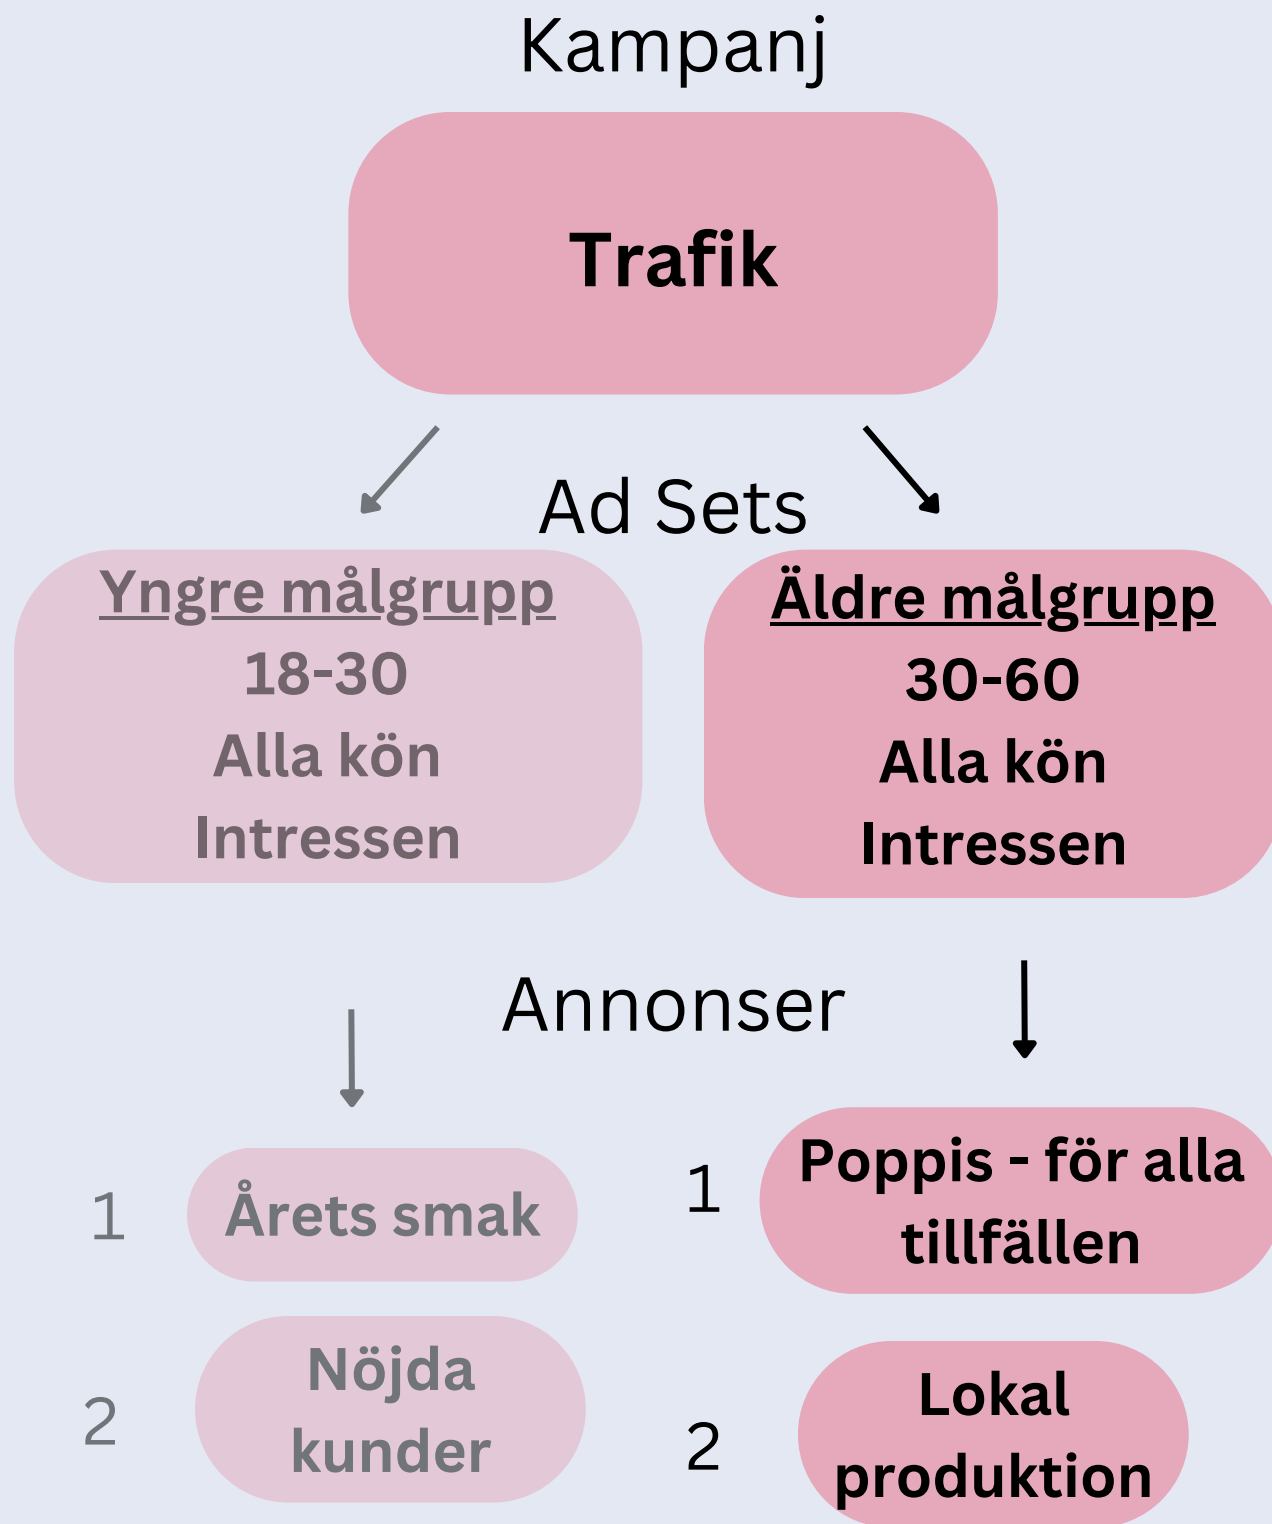 Kampanj
Trafik
Ad Sets
Yngre målgrupp
18-30
Alla kön
Intressen
Äldre målgrupp
30-60
Alla kön
Intressen
Annonser
1
Årets smak
2
Nöjda
kunder
1
Poppis - för alla
tillfällen
2
Lokal
produktion